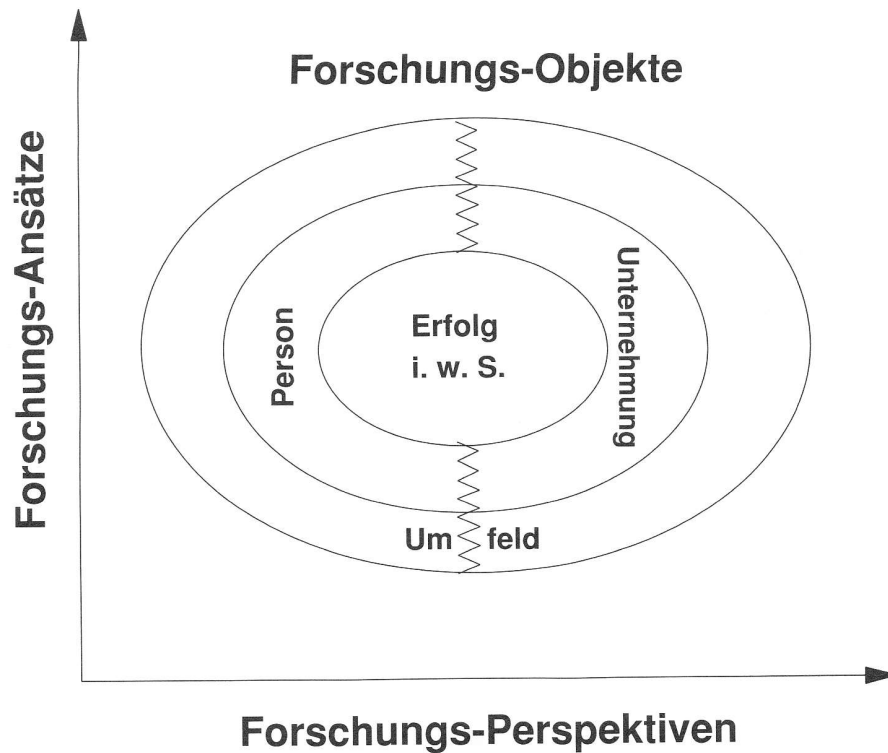 Forschungs-Objekte
Forschungs-Ansätze
Person
Erfolg
i. w. S.
Unternehmung
Um feld
Forschungs-Perspektiven